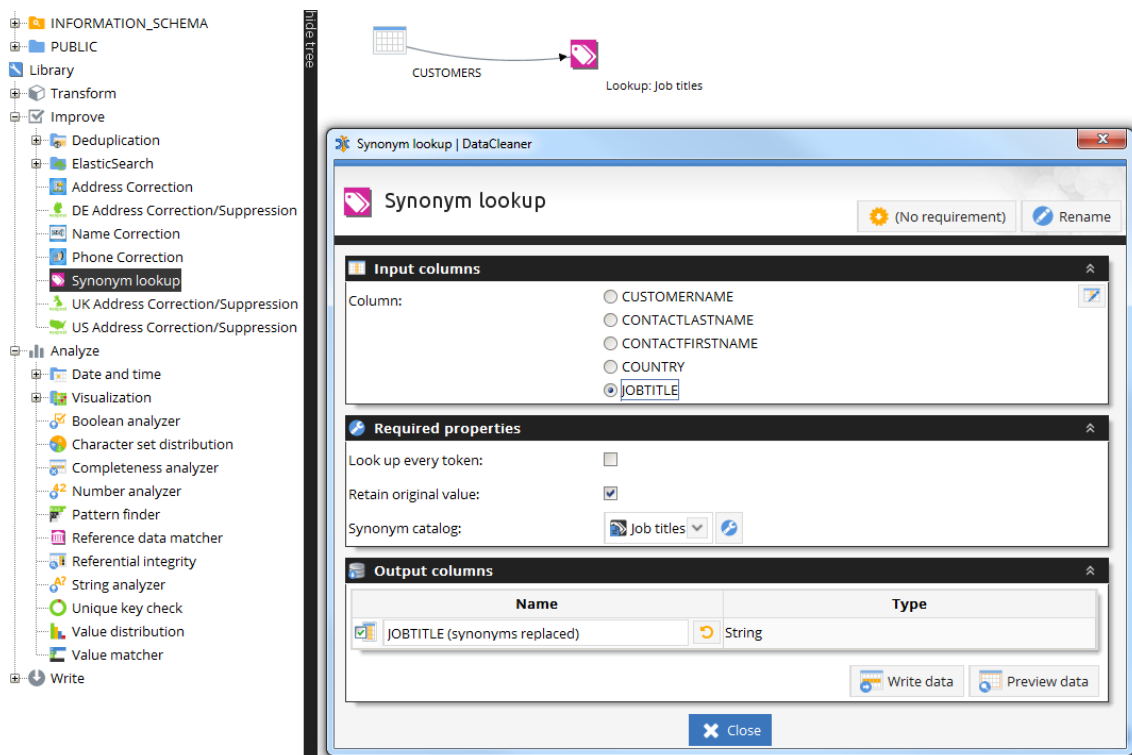 INFORMATION_SCHEMA
PUBLIC
Library
Transform
Improve
Deduplication
ElasticSearch
Address Correction
DE Address Correction/Suppression
Name Correction
Phone Correction
Synonym lookup
UK Address Correction/Suppression
US Address Correction/Suppression
Analyze
Date and time
Visualization
Boolean analyzer
Character set distribution
Completeness analyzer
Number analyzer
Pattern finder
Reference data matcher
Referential integrity
String analyzer
Unique key check
Value distribution
Value matcher
Write
hide tree
CUSTOMERS
Lookup: Job titles
Synonym lookup | DataCleaner
Synonym lookup
(No requirement) Rename
Input columns
Column: CUSTOMERNAME
CONTACTLASTNAME
CONTACTFIRSTNAME
COUNTRY
JOBTITLE
Required properties
Look up every token:
Retain original value:
Synonym catalog: Job titles
Output columns
Name Type
JOBTITLE (synonyms replaced) String
Write data Preview data
Close